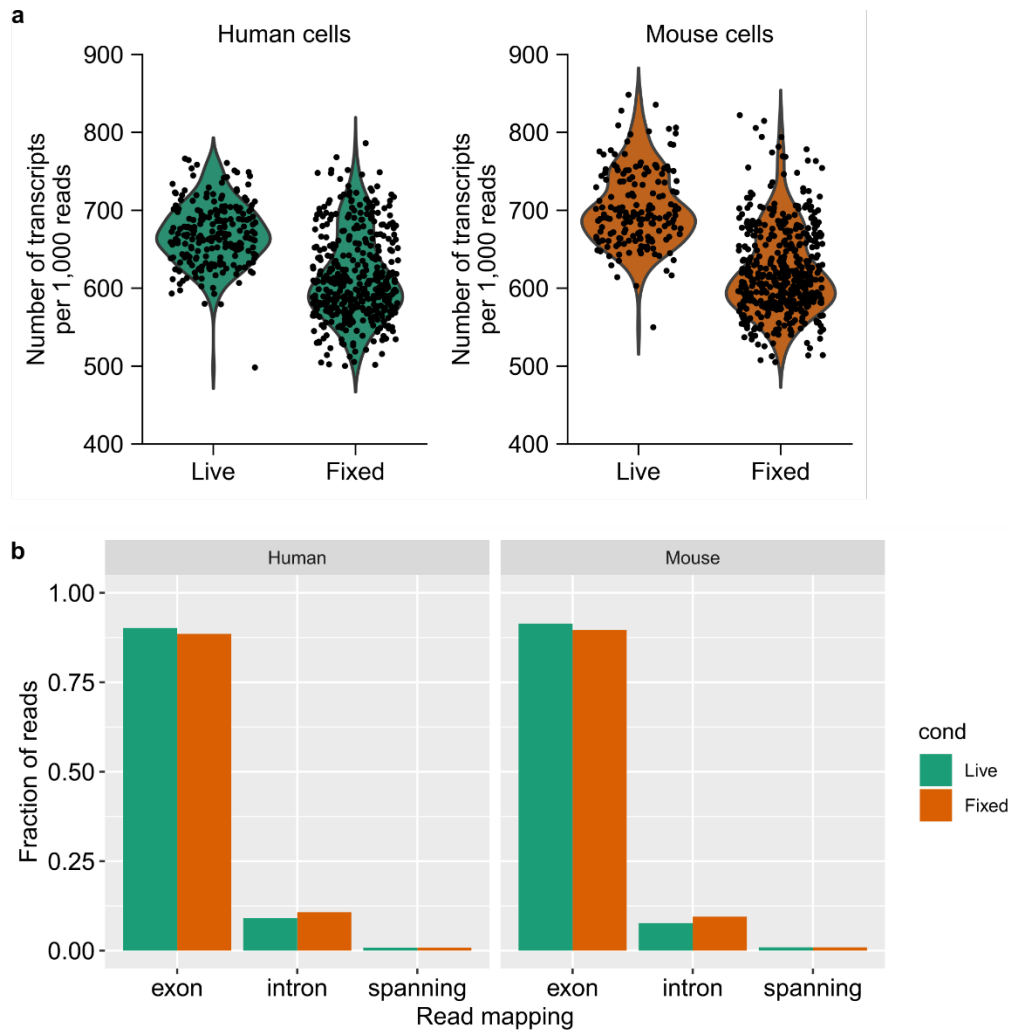 a
Human cells
Mouse cells
Number of transcripts
per 1,000 reads
900
800
700
600
500
400
Live
Fixed
Number of transcripts
per 1,000 reads
900
800
700
600
500
400
Live
Fixed
b
Human
Mouse
Fraction of reads
1.00
0.75
0.50
0.25
0.00
exon
intron
spanning
exon
intron
spanning
Read mapping
cond
Live
Fixed